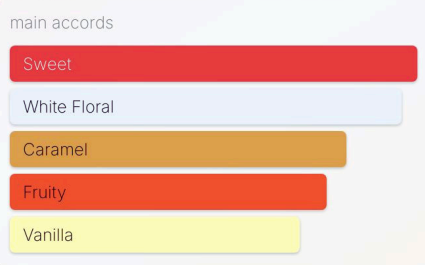 main accords
Sweet
White Floral
Caramel
Fruity
Vanilla